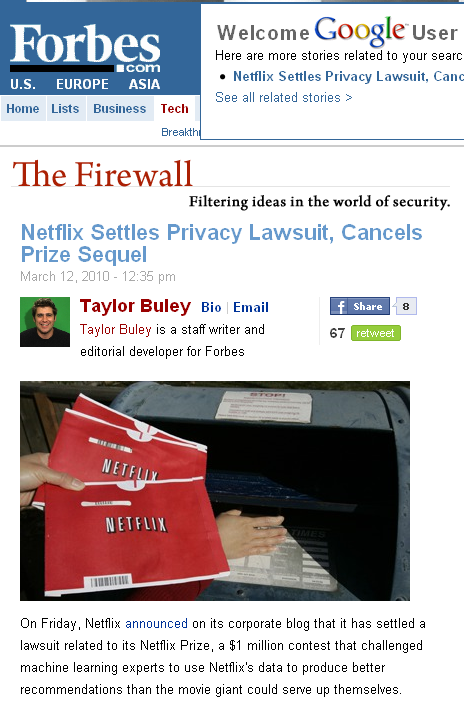 Forbes
.com
Welcome Google User
Here are more stories related to your searc
• Netflix Settles Privacy Lawsuit, Canc
See all related stories >
U.S. EUROPE ASIA
Home Lists Business Tech
Breakth
The Firewall
Filtering ideas in the world of security.
Netflix Settles Privacy Lawsuit, Cancels
Prize Sequel
March 12, 2010 - 12:35 pm
Taylor Buley Bio | Email
Taylor Buley is a staff writer and
editorial developer for Forbes
f Share 8
67 retweet
STOP!
NETFLIX
NETFLIX
TIMES
On Friday, Netflix announced on its corporate blog that it has settled a
lawsuit related to its Netflix Prize, a $1 million contest that challenged
machine learning experts to use Netflix's data to produce better
recommendations than the movie giant could serve up themselves.